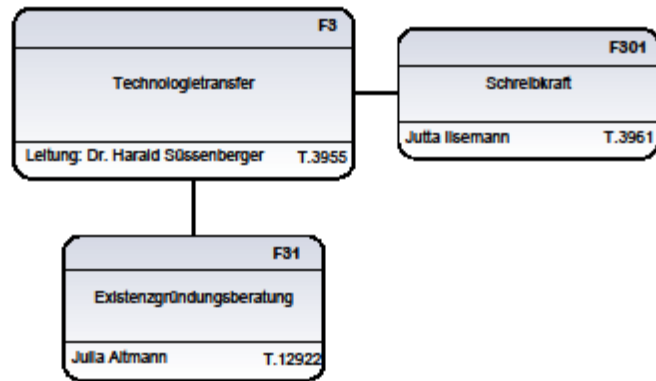 F3
Technologietransfer
Leitung: Dr. Harald Süssenberger T.3955
F301
Schreibkraft
Jutta Ilsemann T.3961
F31
Existenzgründungsberatung
Julia Altmann T.12922